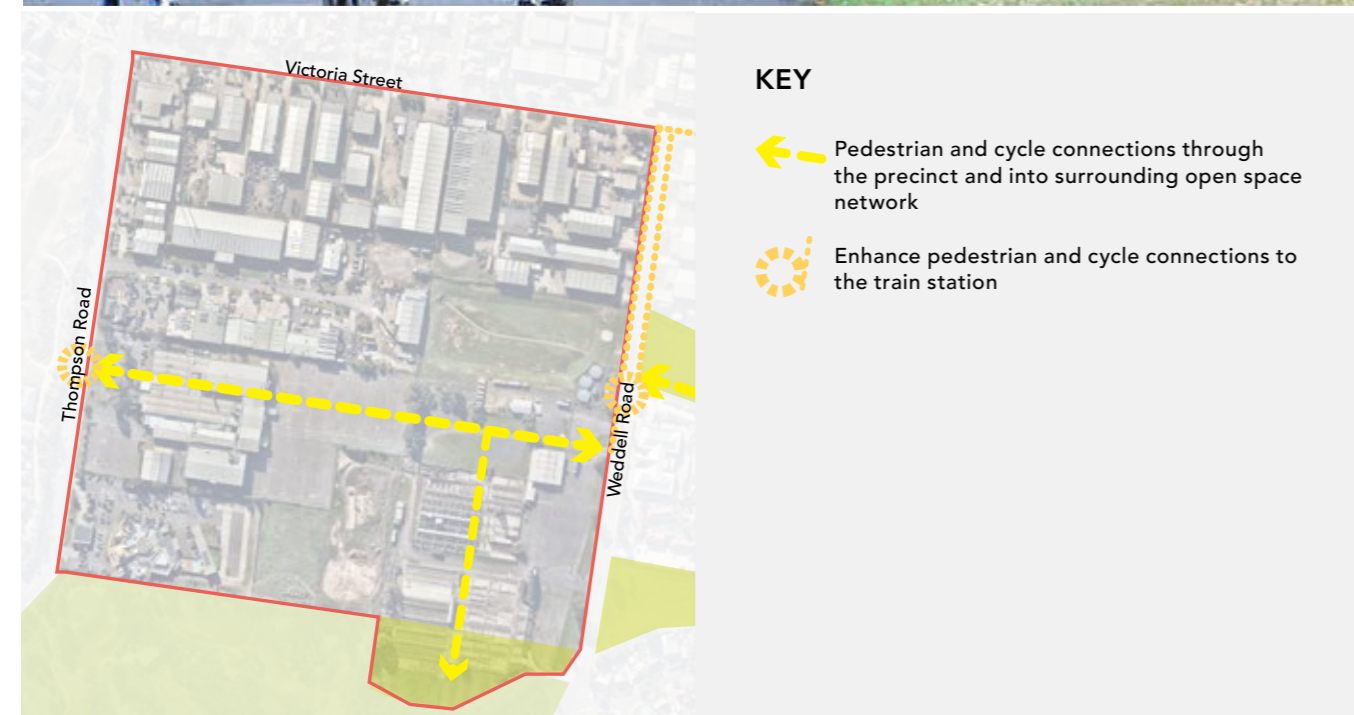 Victoria Street
Thompson Road
Weddell Road
KEY
Pedestrian and cycle connections through
the precinct and into surrounding open space
network
Enhance pedestrian and cycle connections to
the train station